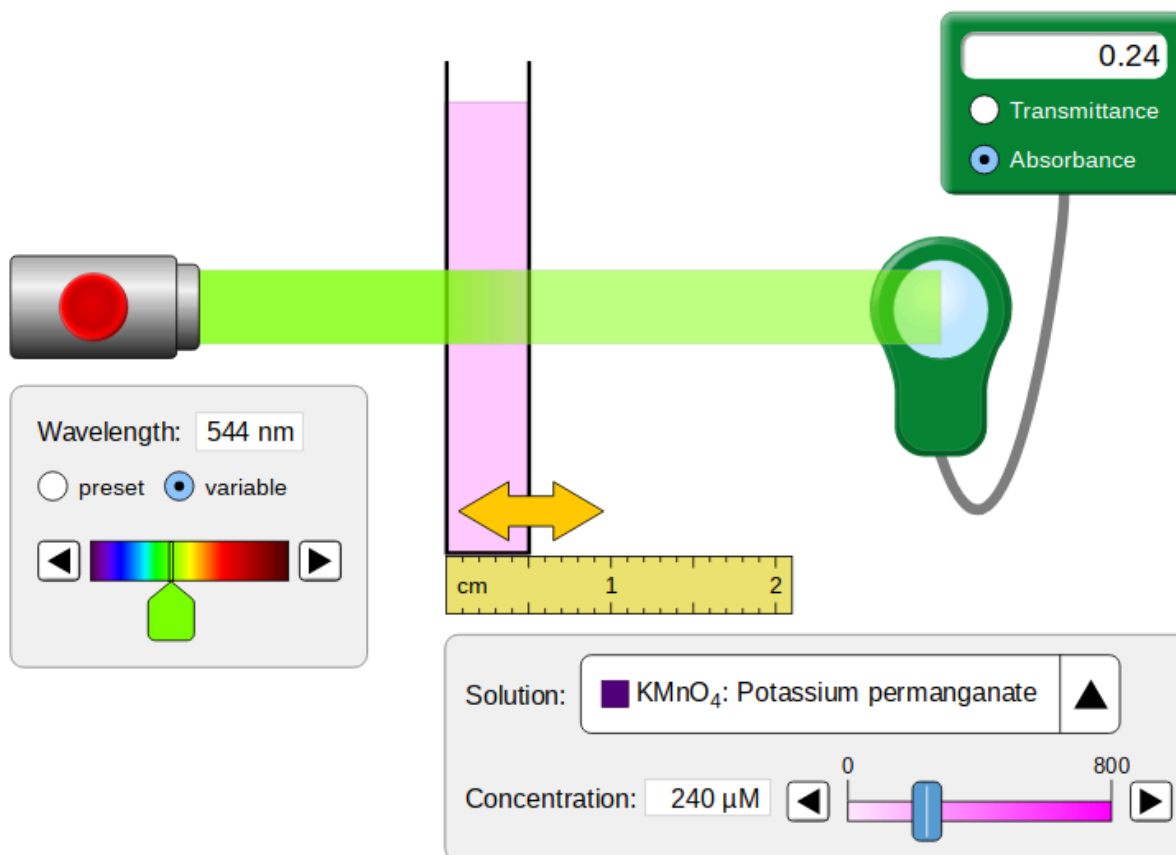 0.24
Transmittance
Absorbance
Wavelength: 544 nm
preset variable
cm 1 2
Solution: KMnO₄: Potassium permanganate
0 800
Concentration: 240 µM